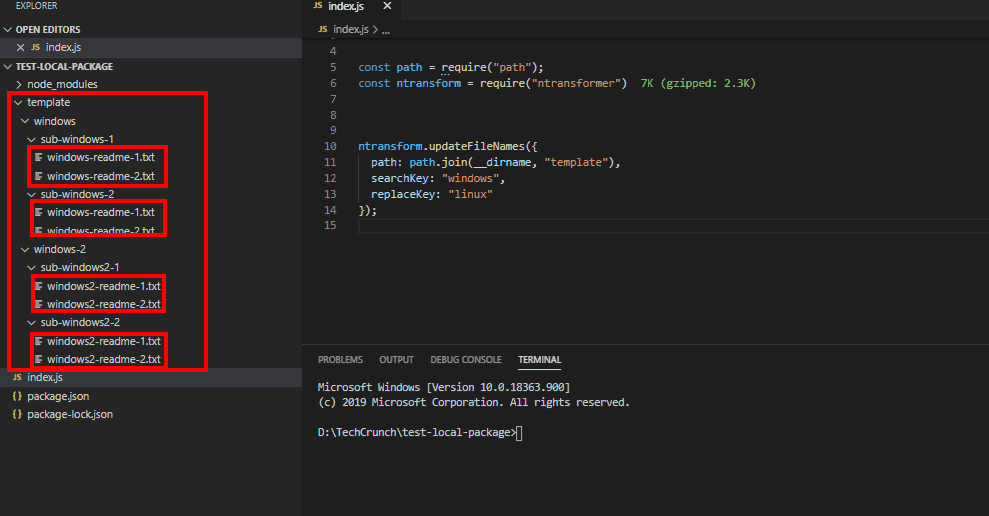 EXPLORER
OPEN EDITORS
JS index.js
TEST-LOCAL-PACKAGE
node_modules
template
windows
sub-windows-1
windows-readme-1.txt
windows-readme-2.txt
sub-windows-2
windows-readme-1.txt
windows-readme-2.txt
windows-2
sub-windows2-1
windows2-readme-1.txt
windows2-readme-2.txt
sub-windows2-2
windows2-readme-1.txt
windows2-readme-2.txt
JS index.js
{} package.json
{} package-lock.json
JS index.js
JS index.js > ...
4
5 const path = require("path");
6 const ntransform = require("ntransformer") 7K (gzipped: 2.3K)
7
8
9
10 ntransform.updateFileNames({
11 path: path.join(__dirname, "template"),
12 searchKey: "windows",
13 replaceKey: "linux"
14 });
15
PROBLEMS OUTPUT DEBUG CONSOLE TERMINAL
Microsoft Windows [Version 10.0.18363.900]
(c) 2019 Microsoft Corporation. All rights reserved.
D:\TechCrunch\test-local-package>